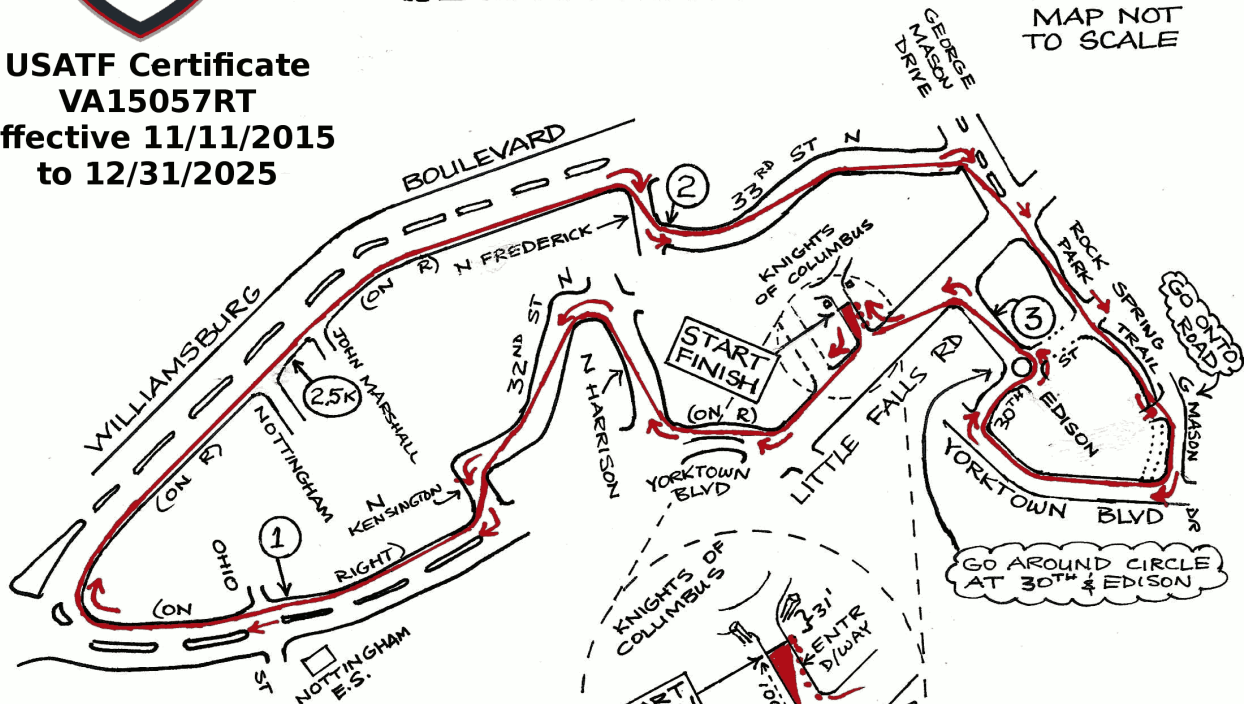 MAP NOT
TO SCALE
USATF Certificate
VA15057RT
ffective 11/11/2015
to 12/31/2025
GEORGE
MASON
DRIVE
WILLIAMSBURG BOULEVARD
N FREDERICK
2
33RD ST N
(ON R)
KNIGHTS
OF COLUMBUS
ROCK SPRING
PARK TRAIL
GO ONTO
ROAD
G MASON DR
START
FINISH
3
32ND ST N
JOHN MARSHALL
2.5K
NOTTINGHAM
(ON R)
N HARRISON
(ON R)
YORKTOWN
BLVD
LITTLE FALLS RD
30TH ST
EDISON
YORKTOWN BLVD
N
KENSINGTON
1
OHIO ST
(ON RIGHT)
NOTTINGHAM
E.S.
GO AROUND CIRCLE
AT 30TH & EDISON
KNIGHTS OF
COLUMBUS
31'
ENTR
D/WAY